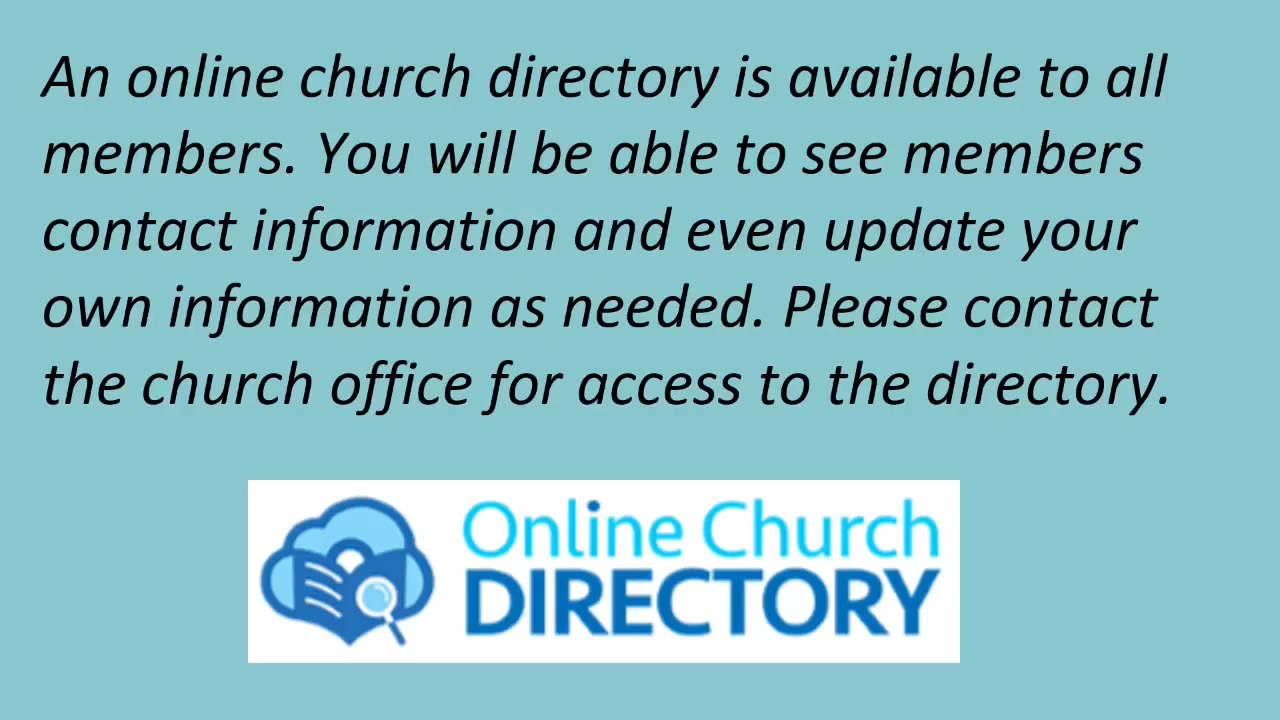 An online church directory is available to all
members. You will be able to see members
contact information and even update your
own information as needed. Please contact
the church office for access to the directory.
Online Church
DIRECTORY